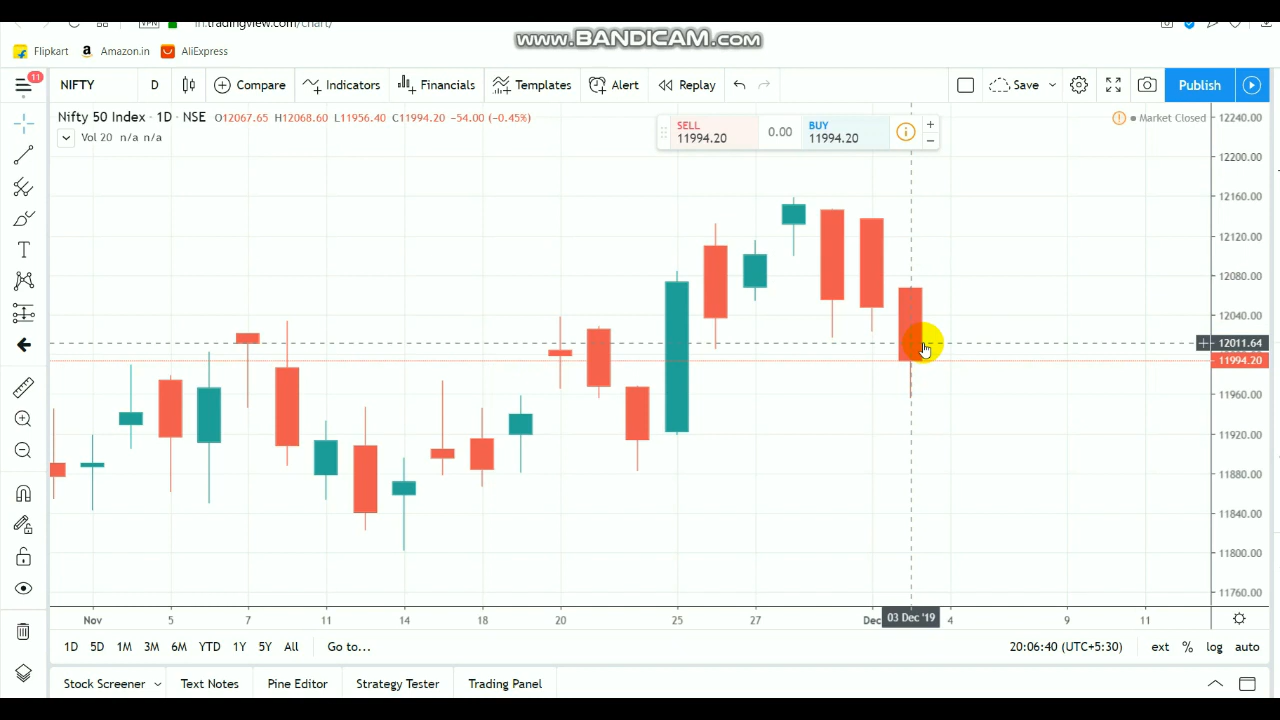 VPN in.tradingview.com/chart/
www.BANDICAM.com
Flipkart Amazon.in AliExpress
11
NIFTY D Compare Indicators Financials Templates Alert Replay Save Publish
Nifty 50 Index · 1D · NSE O12067.65 H12068.60 L11956.40 C11994.20 -54.00 (-0.45%)
Vol 20 n/a n/a
SELL 11994.20 0.00 BUY 11994.20
Market Closed
12240.00
12200.00
12160.00
12120.00
12080.00
12040.00
12011.64
11994.20
11960.00
11920.00
11880.00
11840.00
11800.00
11760.00
Nov 5 7 11 14 18 20 25 27 Dec 03 Dec '19 4 9 11
1D 5D 1M 3M 6M YTD 1Y 5Y All Go to... 20:06:40 (UTC+5:30) ext % log auto
Stock Screener Text Notes Pine Editor Strategy Tester Trading Panel